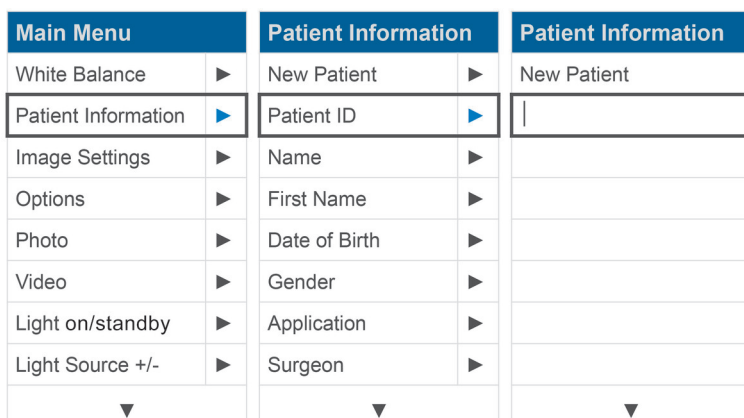 Main Menu
White Balance
Patient Information
Image Settings
Options
Photo
Video
Light on/standby
Light Source +/-
Patient Information
New Patient
Patient ID
Name
First Name
Date of Birth
Gender
Application
Surgeon
Patient Information
New Patient